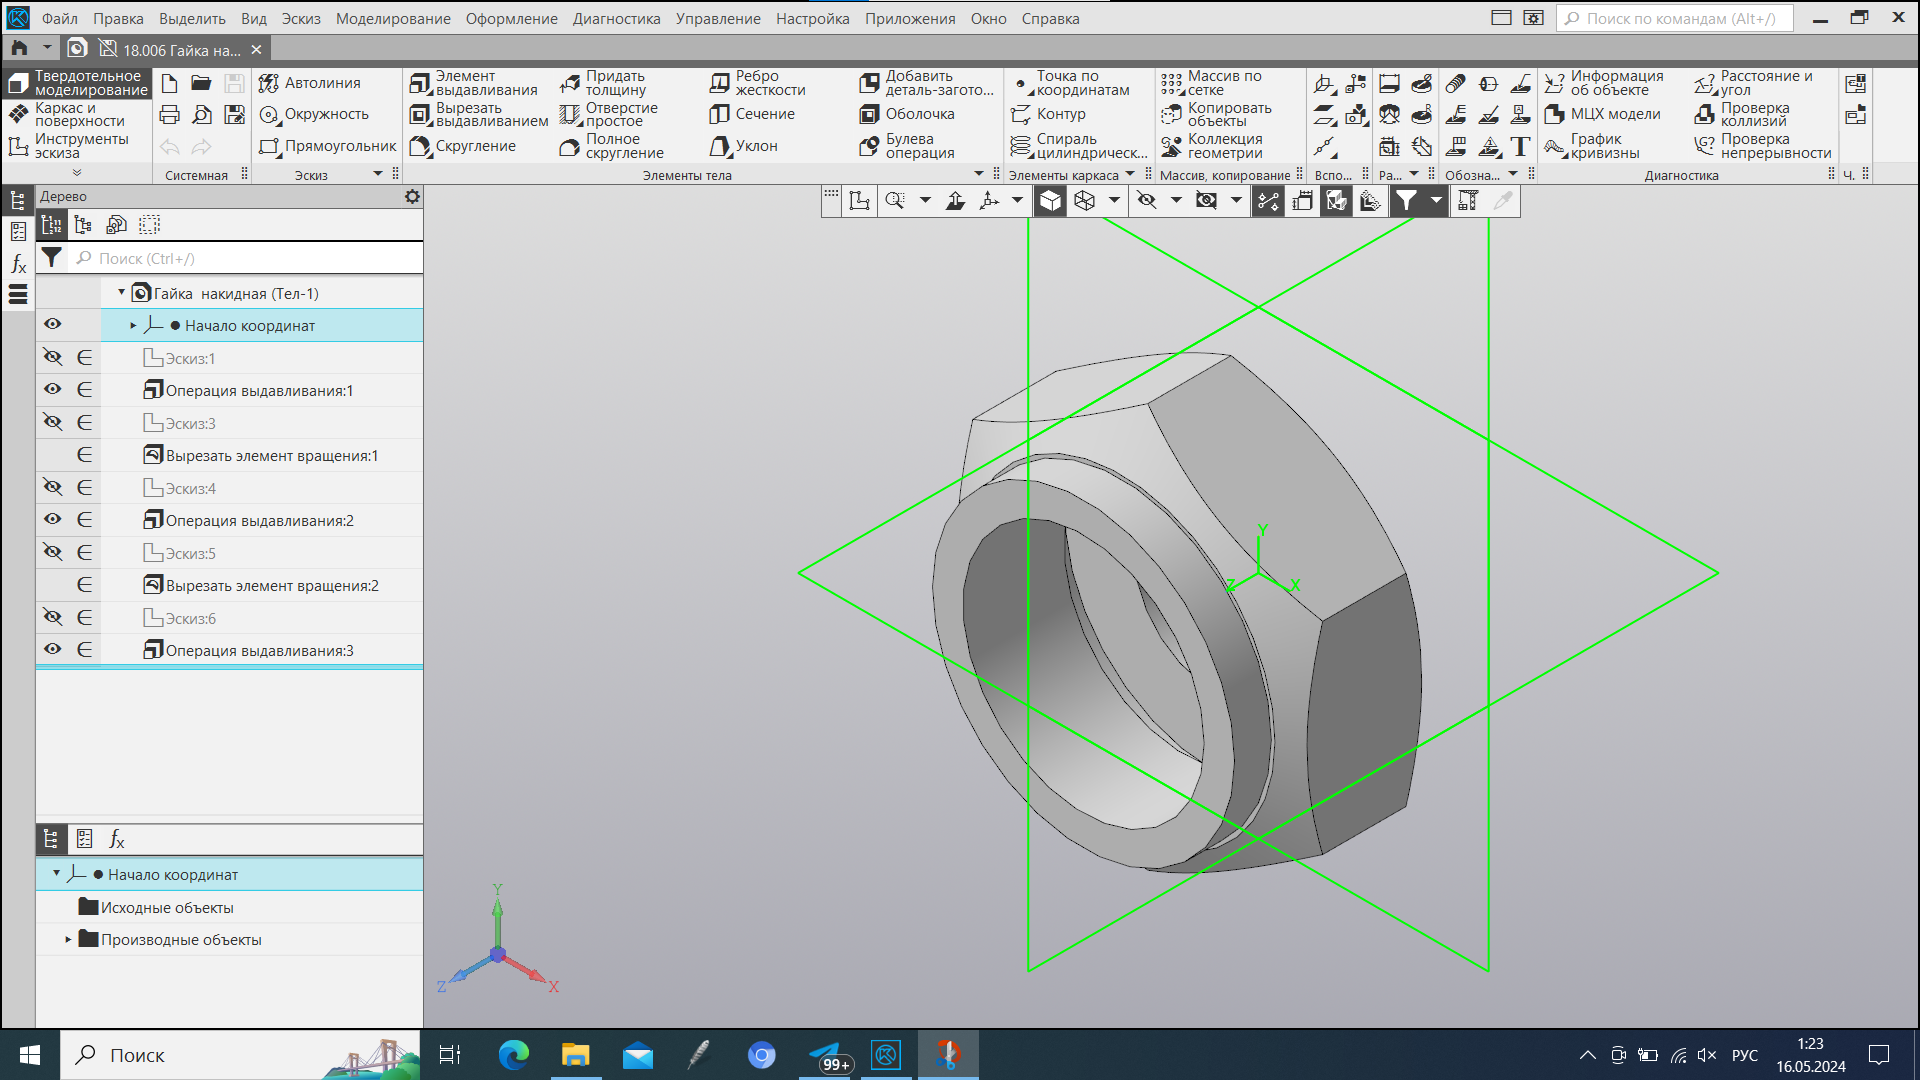 Файл Правка Выделить Вид Эскиз Моделирование Оформление Диагностика Управление Настройка Приложения Окно Справка
Поиск по командам (Alt+/)
18.006 Гайка на...
Твердотельное моделирование
Каркас и поверхности
Инструменты эскиза
Системная
Автолиния
Окружность
Прямоугольник
Эскиз
Элемент выдавливания
Вырезать выдавливанием
Скругление
Придать толщину
Отверстие простое
Полное скругление
Ребро жесткости
Сечение
Уклон
Добавить деталь-загото...
Оболочка
Булева операция
Элементы тела
Точка по координатам
Контур
Спираль цилиндрическ...
Элементы каркаса
Массив по сетке
Копировать объекты
Коллекция геометрии
Массив, копирование
Вспо...
Ра...
Обозна...
Информация об объекте
МЦХ модели
График кривизны
Расстояние и угол
Проверка коллизий
Проверка непрерывности
Диагностика
Ч.
Дерево
Поиск (Ctrl+/)
Гайка накидная (Тел-1)
Начало координат
Эскиз:1
Операция выдавливания:1
Эскиз:3
Вырезать элемент вращения:1
Эскиз:4
Операция выдавливания:2
Эскиз:5
Вырезать элемент вращения:2
Эскиз:6
Операция выдавливания:3
fx
fx
Начало координат
Исходные объекты
Производные объекты
Y
Z
X
Y
Z
X
Поиск
99+
РУС
1:23
16.05.2024